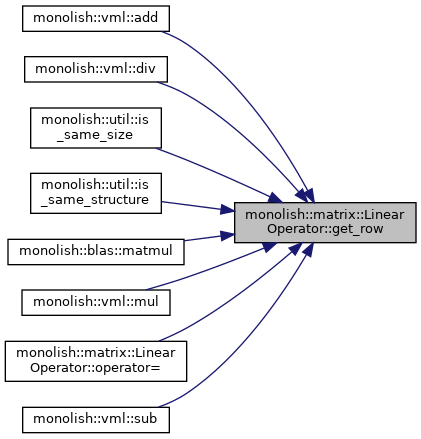 monolish::vml::add
monolish::vml::div
monolish::util::is
_same_size
monolish::util::is
_same_structure
monolish::blas::matmul
monolish::vml::mul
monolish::matrix::Linear
Operator::operator=
monolish::vml::sub
monolish::matrix::Linear
Operator::get_row